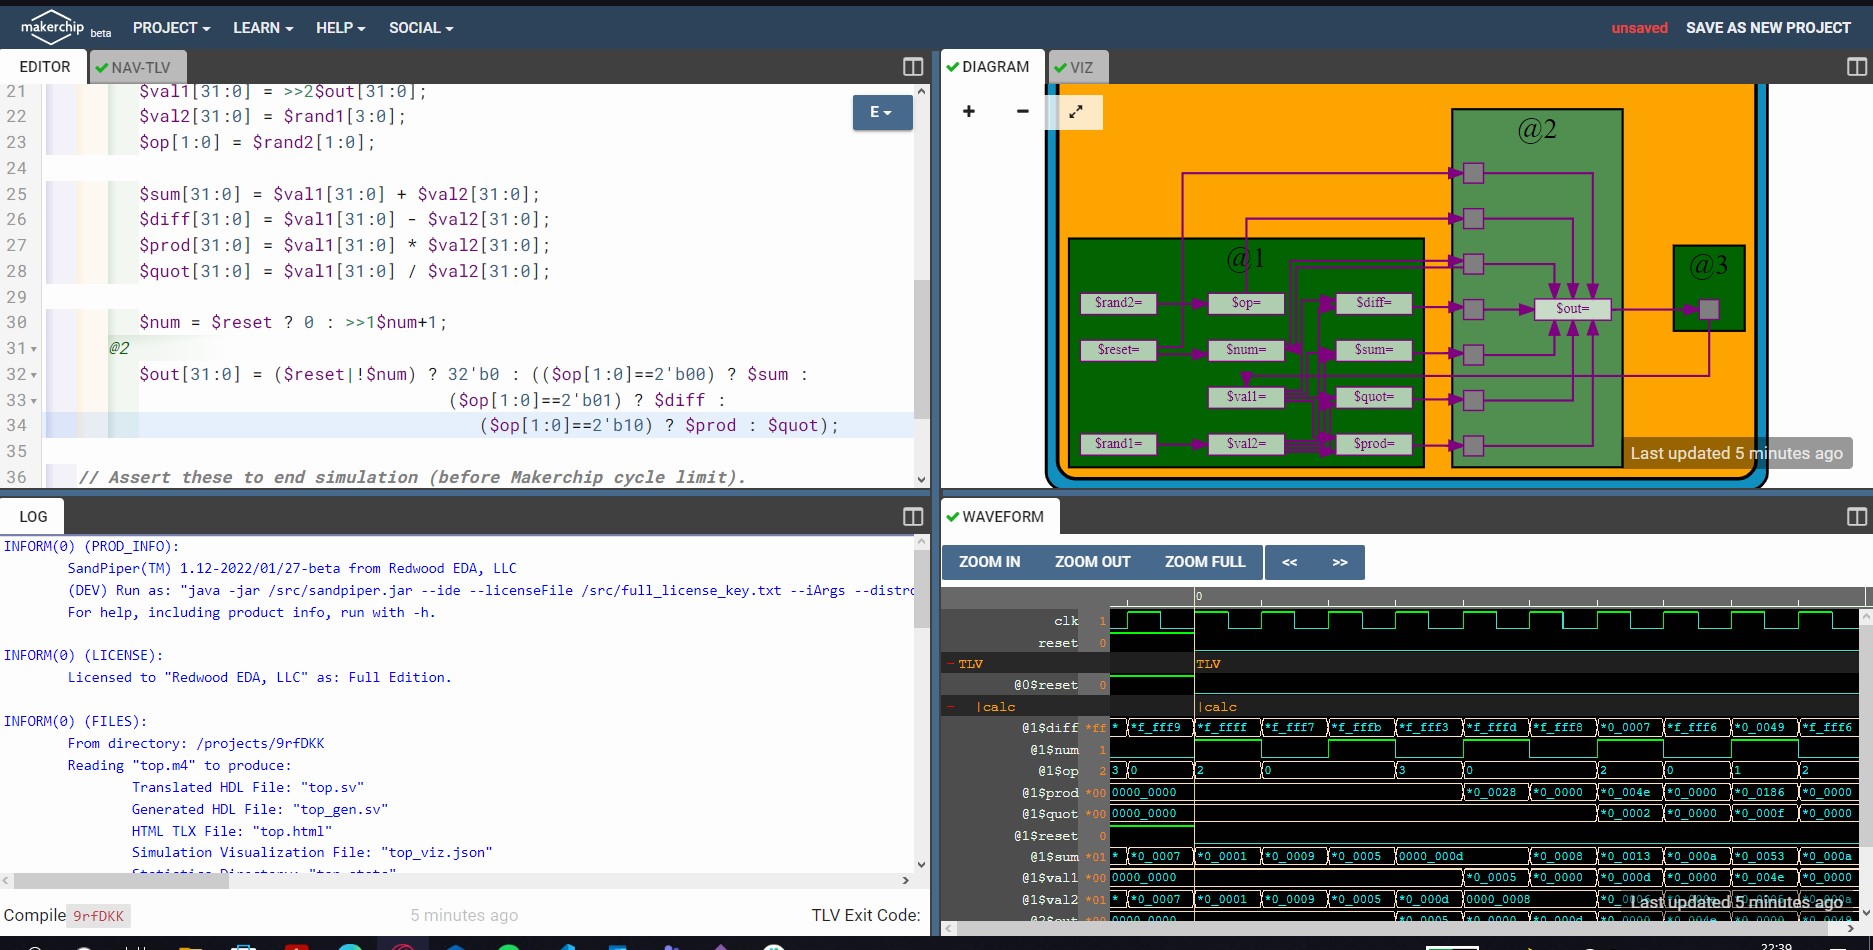 makerchip beta PROJECT LEARN HELP SOCIAL unsaved SAVE AS NEW PROJECT
EDITOR NAV-TLV
21 $val1[31:0] = >>2$out[31:0];
22 $val2[31:0] = $rand1[3:0];
23 $op[1:0] = $rand2[1:0];
24
25 $sum[31:0] = $val1[31:0] + $val2[31:0];
26 $diff[31:0] = $val1[31:0] - $val2[31:0];
27 $prod[31:0] = $val1[31:0] * $val2[31:0];
28 $quot[31:0] = $val1[31:0] / $val2[31:0];
29
30 $num = $reset ? 0 : >>1$num+1;
31 @2
32 $out[31:0] = ($reset|!$num) ? 32'b0 : (($op[1:0]==2'b00) ? $sum :
33 ($op[1:0]==2'b01) ? $diff :
34 ($op[1:0]==2'b10) ? $prod : $quot);
35
36 // Assert these to end simulation (before Makerchip cycle limit).
E
DIAGRAM VIZ
+ −
@2
@1
@3
$rand2= $op= $diff=
$out=
$reset= $num= $sum=
$val1= $quot=
$rand1= $val2= $prod=
Last updated 5 minutes ago
LOG
INFORM(0) (PROD_INFO):
SandPiper(TM) 1.12-2022/01/27-beta from Redwood EDA, LLC
(DEV) Run as: "java -jar /src/sandpiper.jar --ide --licenseFile /src/full_license_key.txt --iArgs --distro
For help, including product info, run with -h.
INFORM(0) (LICENSE):
Licensed to "Redwood EDA, LLC" as: Full Edition.
INFORM(0) (FILES):
From directory: /projects/9rfDKK
Reading "top.m4" to produce:
Translated HDL File: "top.sv"
Generated HDL File: "top_gen.sv"
HTML TLX File: "top.html"
Simulation Visualization File: "top_viz.json"
Compile 9rfDKK 5 minutes ago TLV Exit Code:
WAVEFORM
ZOOM IN ZOOM OUT ZOOM FULL << >>
0
clk 1
reset 0
- TLV TLV
@0$reset 0
- |calc |calc
@1$diff *ff * *f_fff9 *f_ffff *f_fff7 *f_fffb *f_fff3 *f_fffd *f_fff8 *0_0007 *f_fff6 *0_0049 *f_fff6
@1$num 1
@1$op 2 3 0 2 0 3 0 2 0 1 2
@1$prod *00 0000_0000 *0_0028 *0_0000 *0_004e *0_0000 *0_0186 *0_0000
@1$quot *00 0000_0000 *0_0002 *0_0000 *0_000f *0_0000
@1$reset 0
@1$sum *01 * *0_0007 *0_0001 *0_0009 *0_0005 0000_000d *0_0008 *0_0013 *0_000a *0_0053 *0_000a
@1$val1 *00 0000_0000 *0_0005 *0_0000 *0_000d *0_0000 *0_004e *0_0000
@1$val2 *01 * *0_0007 *0_0001 *0_0009 *0_0005 *0_000d 0000_0008
Last updated 5 minutes ago
22:39